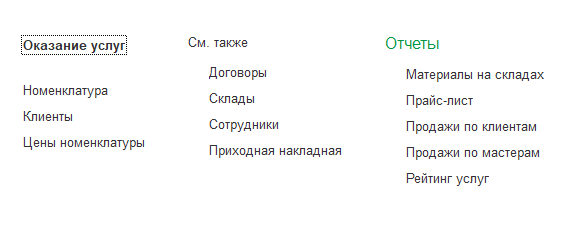 Оказание услуг
Номенклатура
Клиенты
Цены номенклатуры
См. также
Договоры
Склады
Сотрудники
Приходная накладная
Отчеты
Материалы на складах
Прайс-лист
Продажи по клиентам
Продажи по мастерам
Рейтинг услуг